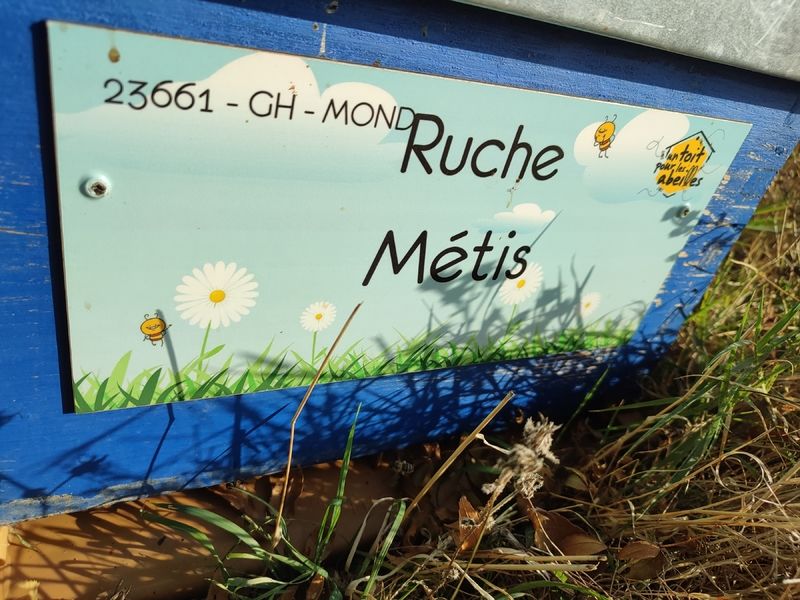 23661 - GH - MOND
Ruche
Métis
un toit
pour les
abeilles